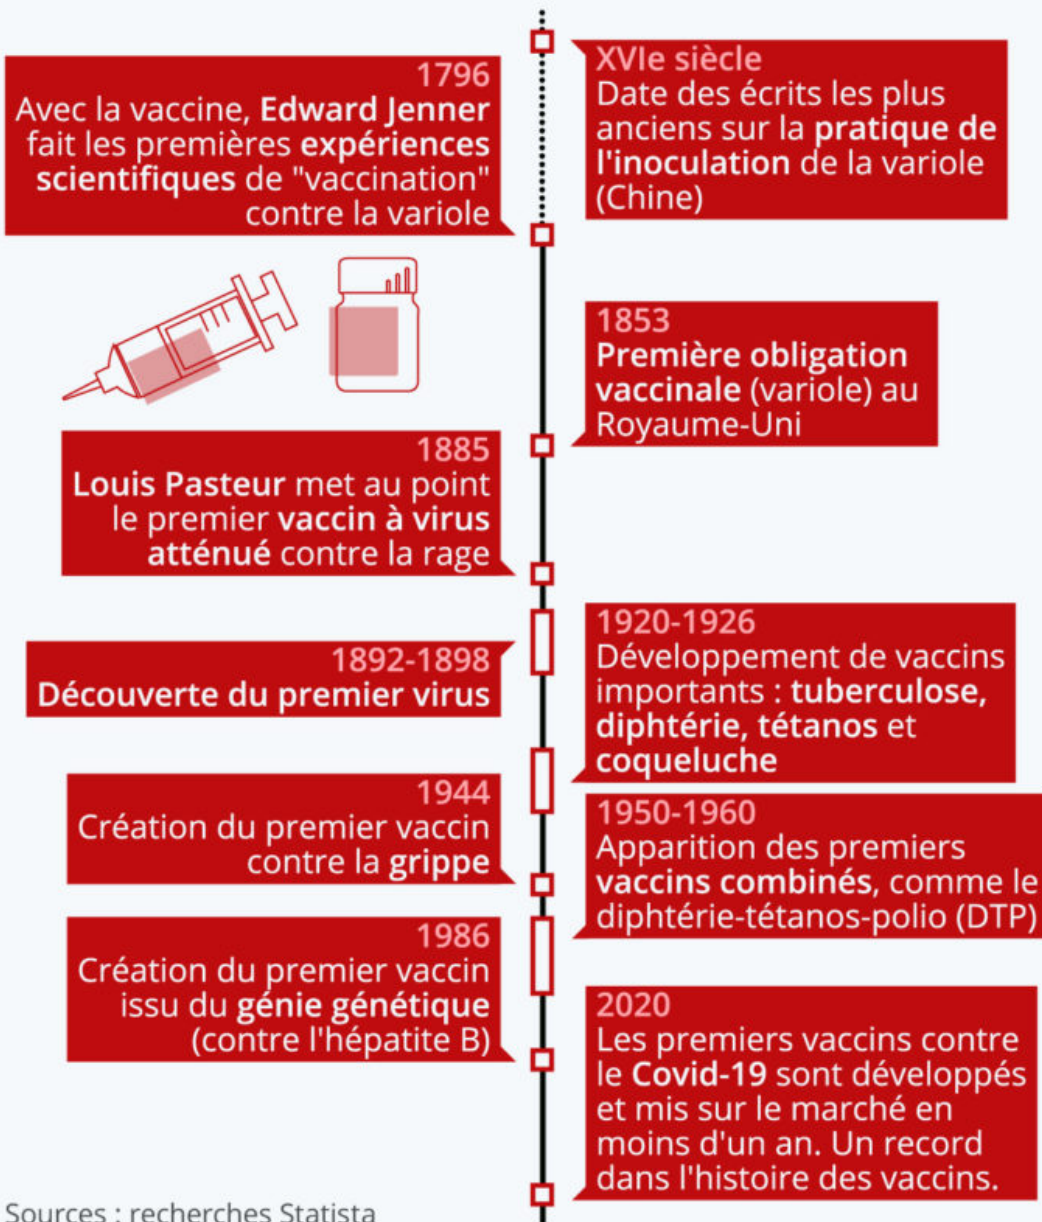 XVIe siècle
Date des écrits les plus
anciens sur la pratique de
l'inoculation de la variole
(Chine)
1796
Avec la vaccine, Edward Jenner
fait les premières expériences
scientifiques de "vaccination"
contre la variole
1853
Première obligation
vaccinale (variole) au
Royaume-Uni
1885
Louis Pasteur met au point
le premier vaccin à virus
atténué contre la rage
1892-1898
Découverte du premier virus
1920-1926
Développement de vaccins
importants : tuberculose,
diphtérie, tétanos et
coqueluche
1944
Création du premier vaccin
contre la grippe
1950-1960
Apparition des premiers
vaccins combinés, comme le
diphtérie-tétanos-polio (DTP)
1986
Création du premier vaccin
issu du génie génétique
(contre l'hépatite B)
2020
Les premiers vaccins contre
le Covid-19 sont développés
et mis sur le marché en
moins d'un an. Un record
dans l'histoire des vaccins.
Sources : recherches Statista